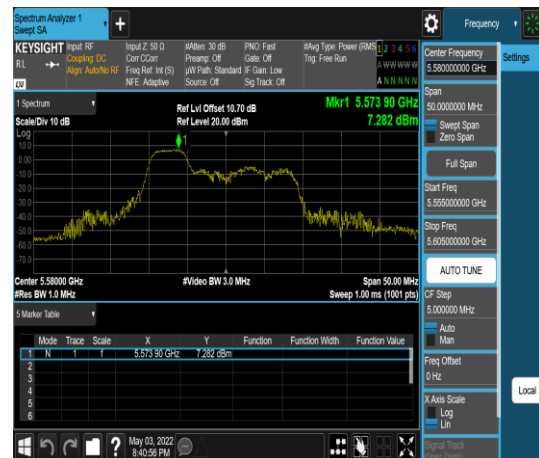 Spectrum Analyzer 1
Swept SA
+
Frequency
KEYSIGHT
RL
Input: RF
Coupling: DC
Align: Auto/No RF
Input Z: 50 Ω
Corr CCorr
Freq Ref: Int (S)
NFE: Adaptive
#Atten: 30 dB
Preamp: Off
µW Path: Standard
Source: Off
PNO: Fast
Gate: Off
IF Gain: Low
Sig Track: Off
#Avg Type: Power (RMS
Trig: Free Run
1 2 3 4 5 6
A WW WW W
A N N N N N
1 Spectrum
Scale/Div 10 dB
Ref Lvl Offset 10.70 dB
Ref Level 20.00 dBm
Mkr1 5.573 90 GHz
7.282 dBm
Log
10.0
0.00
-10.0
-20.0
-30.0
-40.0
-50.0
-60.0
-70.0
1
Center 5.58000 GHz
#Res BW 1.0 MHz
#Video BW 3.0 MHz
Span 50.00 MHz
Sweep 1.00 ms (1001 pts)
5 Marker Table
Mode Trace Scale X Y Function Function Width Function Value
1 N 1 f 5.573 90 GHz 7.282 dBm
2
3
4
5
6
May 03, 2022
8:40:56 PM
?
Center Frequency
5.580000000 GHz
Settings
Span
50.0000000 MHz
Swept Span
Zero Span
Full Span
Start Freq
5.555000000 GHz
Stop Freq
5.605000000 GHz
AUTO TUNE
CF Step
5.000000 MHz
Auto
Man
Freq Offset
0 Hz
X Axis Scale
Log
Lin
Local
Signal Track